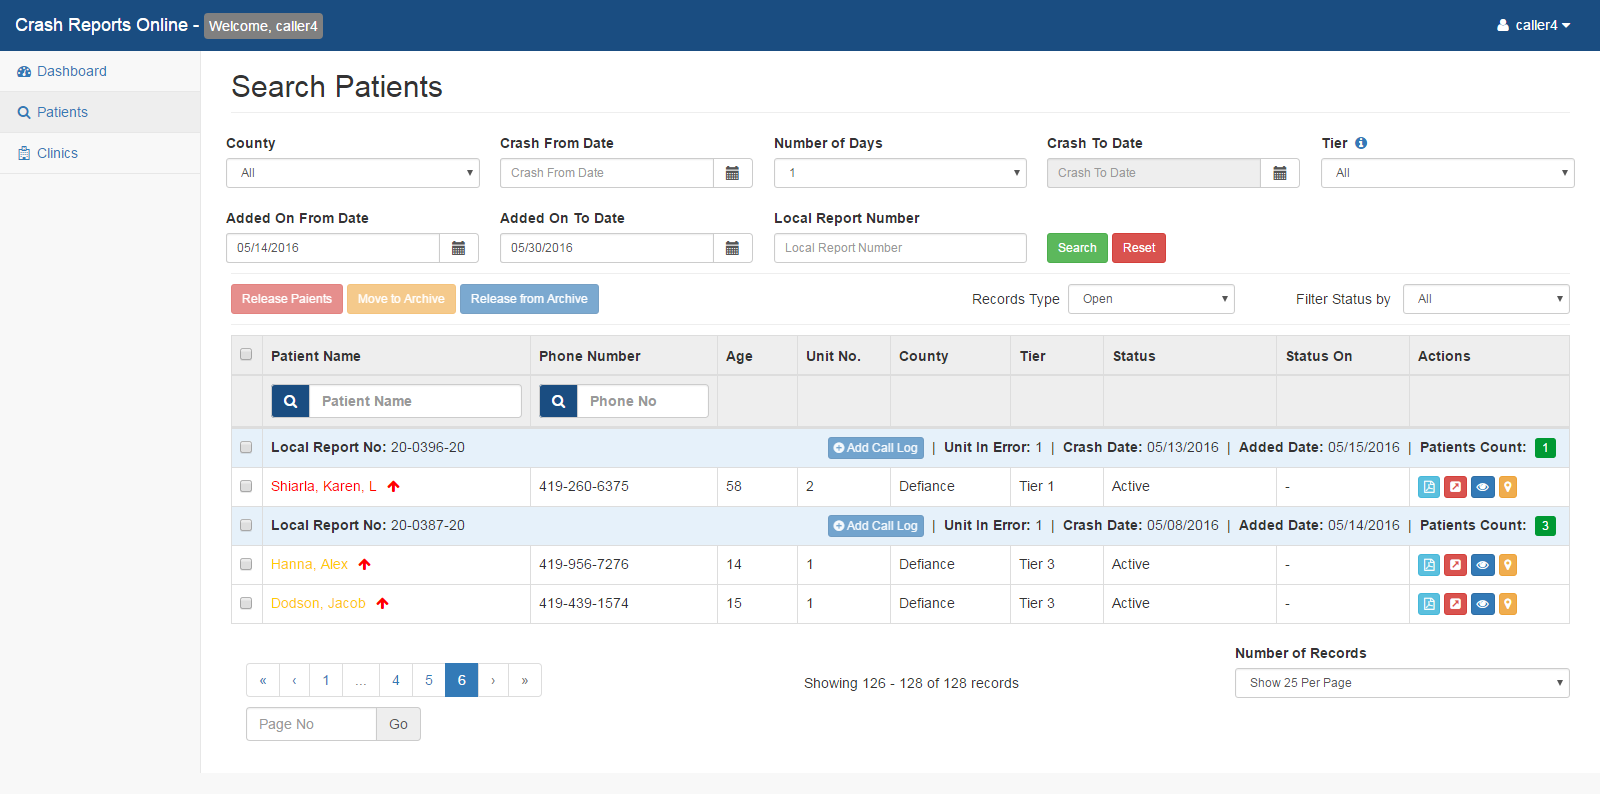 Crash Reports Online - Welcome, caller4
caller4
Dashboard
Patients
Clinics
Search Patients
County
Crash From Date
Number of Days
Crash To Date
Tier
All
Crash From Date
1
Crash To Date
All
Added On From Date
Added On To Date
Local Report Number
05/14/2016
05/30/2016
Local Report Number
Search
Reset
Release Paients
Move to Archive
Release from Archive
Records Type
Open
Filter Status by
All
Patient Name
Phone Number
Age
Unit No.
County
Tier
Status
Status On
Actions
Patient Name
Phone No
Local Report No: 20-0396-20
Add Call Log | Unit In Error: 1 | Crash Date: 05/13/2016 | Added Date: 05/15/2016 | Patients Count: 1
Shiarla, Karen, L
419-260-6375
58
2
Defiance
Tier 1
Active
-
Local Report No: 20-0387-20
Add Call Log | Unit In Error: 1 | Crash Date: 05/08/2016 | Added Date: 05/14/2016 | Patients Count: 3
Hanna, Alex
419-956-7276
14
1
Defiance
Tier 3
Active
-
Dodson, Jacob
419-439-1574
15
1
Defiance
Tier 3
Active
-
« ‹ 1 ... 4 5 6 › »
Showing 126 - 128 of 128 records
Number of Records
Show 25 Per Page
Page No
Go